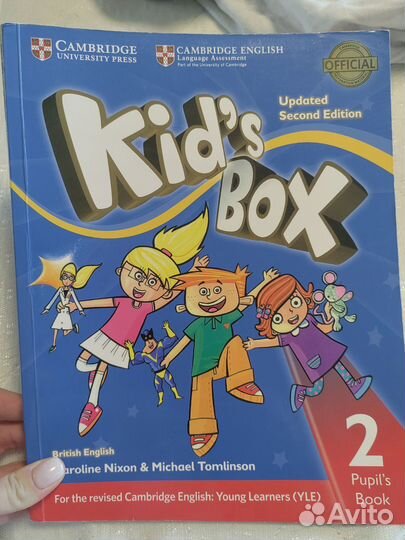 CAMBRIDGE
UNIVERSITY PRESS
CAMBRIDGE ENGLISH
Language Assessment
Part of the University of Cambridge
OFFICIAL
Updated
Second Edition
Kid's
BOX
British English
aroline Nixon & Michael Tomlinson
For the revised Cambridge English: Young Learners (YLE)
2
Pupil's
Book
Avito